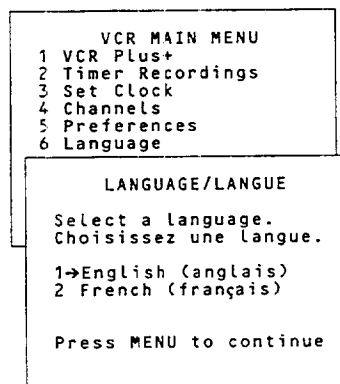 VCR MAIN MENU
1 VCR Plus+
2 Timer Recordings
3 Set Clock
4 Channels
5 Preferences
6 Language
LANGUAGE/LANGUE
Select a language.
Choisissez une langue.
1→English (anglais)
2 French (français)
Press MENU to continue